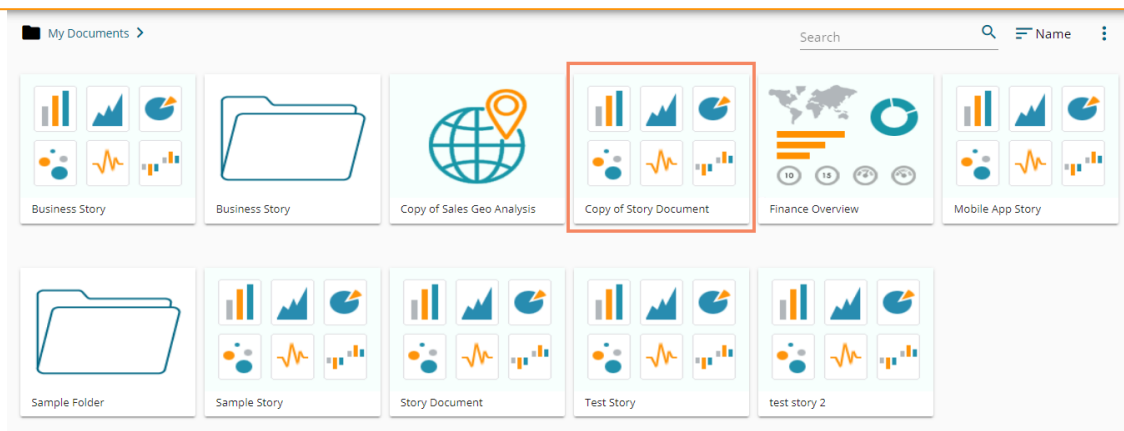 My Documents
Search
Name
10 15
Business Story
Business Story
Copy of Sales Geo Analysis
Copy of Story Document
Finance Overview
Mobile App Story
Sample Folder
Sample Story
Story Document
Test Story
test story 2